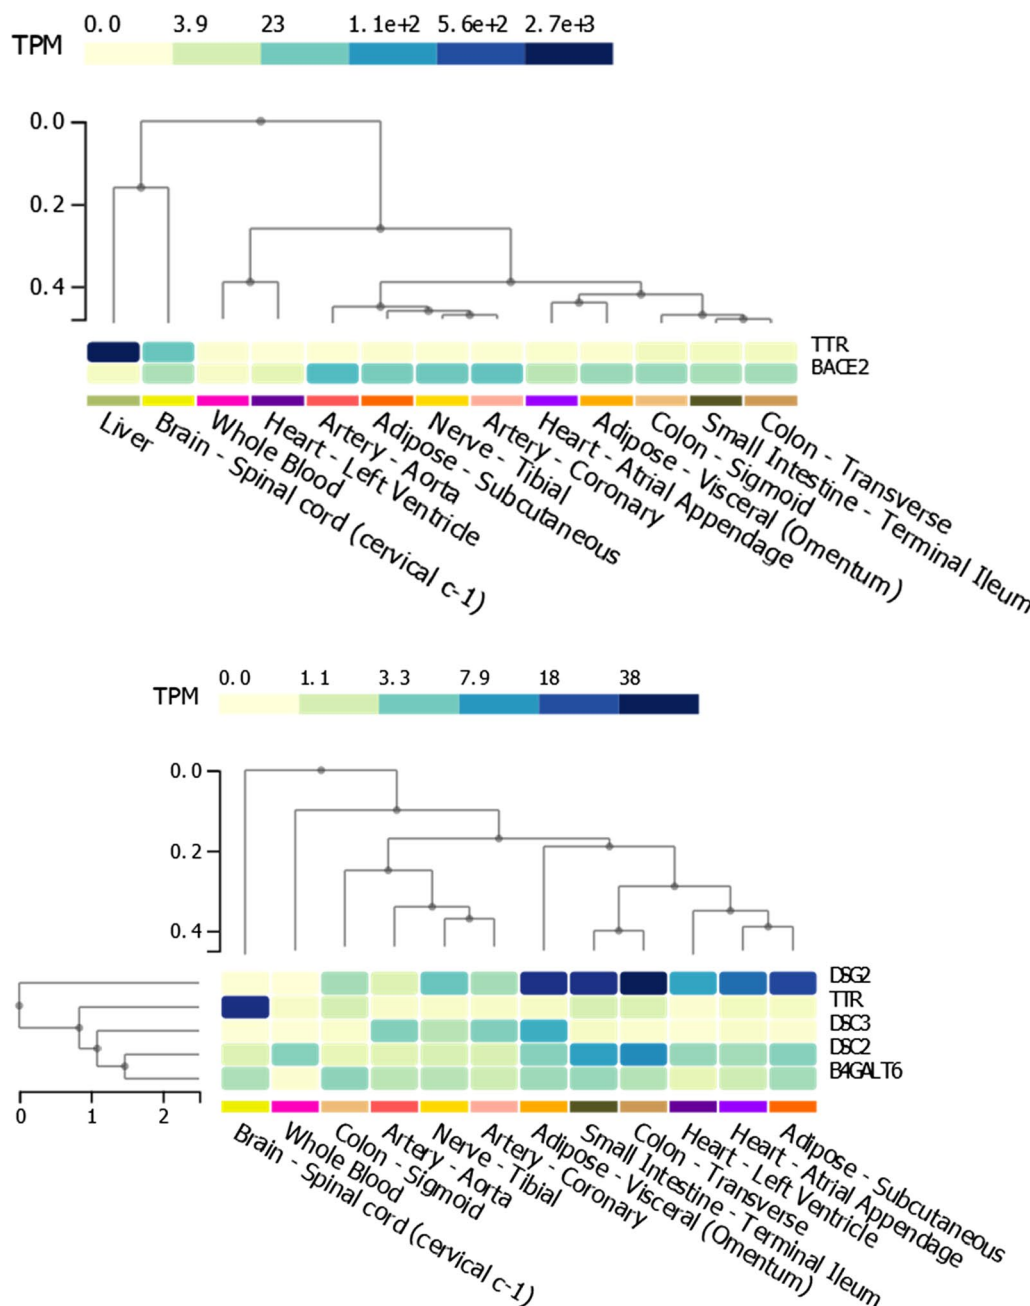 0.0 3.9 23 1.1e+2 5.6e+2 2.7e+3
TPM
0.0
0.2
0.4
TTR
BACE2
Liver
Brain - Spinal cord (cervical c-1)
Whole Blood
Heart - Left Ventricle
Artery - Aorta
Adipose - Subcutaneous
Nerve - Tibial
Artery - Coronary
Heart - Atrial Appendage
Adipose - Visceral (Omentum)
Colon - Sigmoid
Small Intestine - Terminal Ileum
Colon - Transverse
0.0 1.1 3.3 7.9 18 38
TPM
0.0
0.2
0.4
DSG2
TTR
DSC3
DSC2
B4GALT6
0 1 2
Brain - Spinal cord (cervical c-1)
Whole Blood
Colon - Sigmoid
Artery - Aorta
Nerve - Tibial
Artery - Coronary
Adipose - Visceral (Omentum)
Small Intestine - Terminal Ileum
Colon - Transverse
Heart - Left Ventricle
Heart - Atrial Appendage
Adipose - Subcutaneous